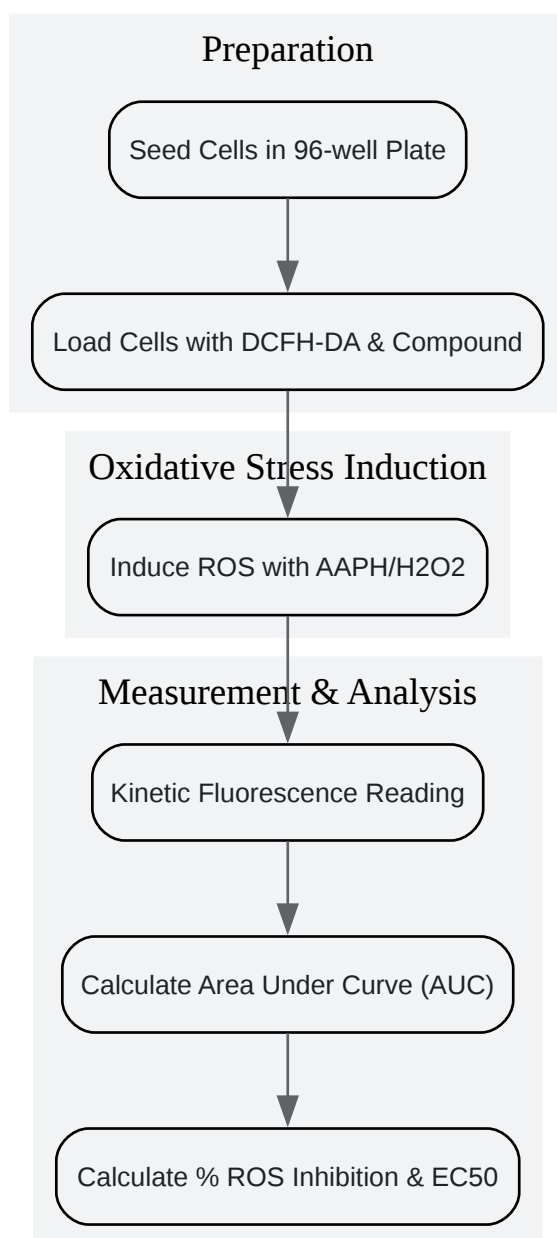 Preparation
Seed Cells in 96-well Plate
Load Cells with DCFH-DA & Compound
Oxidative Stress Induction
Induce ROS with AAPH/H2O2
Measurement & Analysis
Kinetic Fluorescence Reading
Calculate Area Under Curve (AUC)
Calculate % ROS Inhibition & EC50